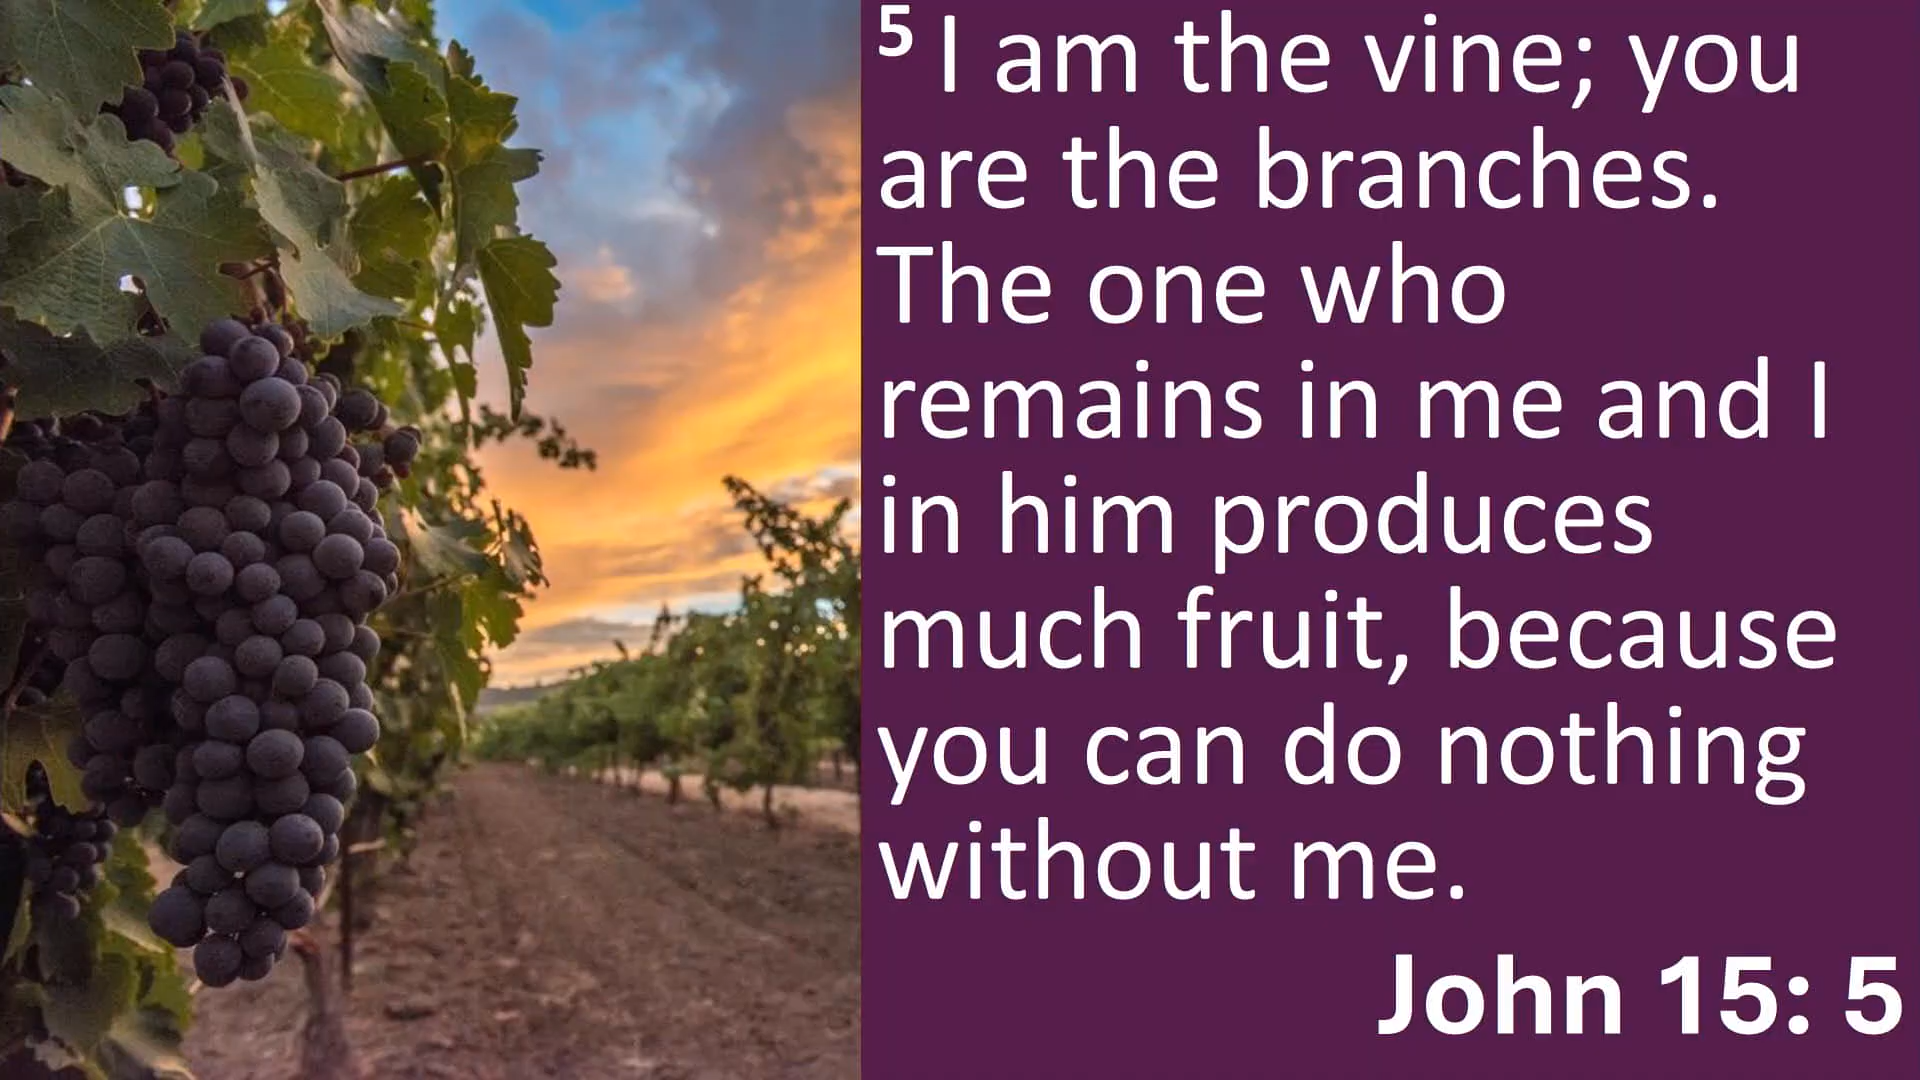 5 I am the vine; you
are the branches.
The one who
remains in me and I
in him produces
much fruit, because
you can do nothing
without me.
John 15: 5